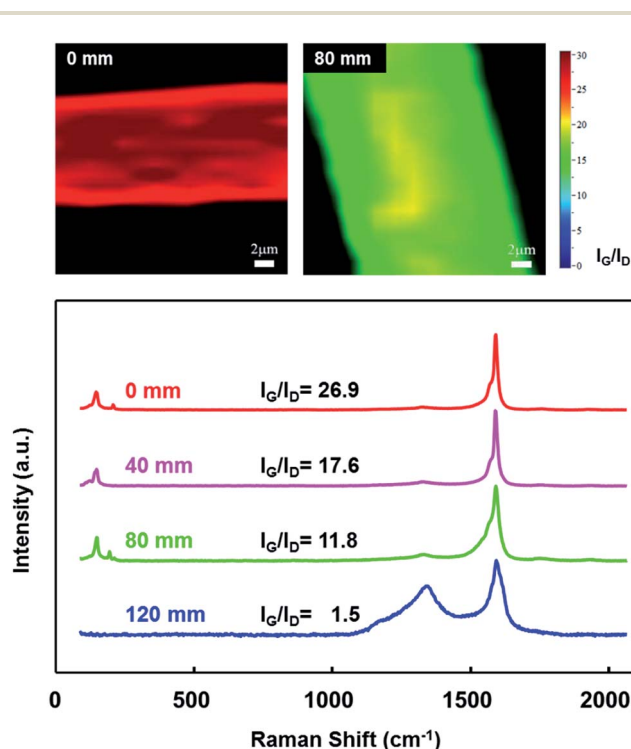 0 mm
2μm
80 mm
2μm
30
25
20
15
10
5
0
I_G/I_D
0 mm I_G/I_D= 26.9
40 mm I_G/I_D= 17.6
80 mm I_G/I_D= 11.8
120 mm I_G/I_D= 1.5
Intensity (a.u.)
0 500 1000 1500 2000
Raman Shift (cm⁻¹)